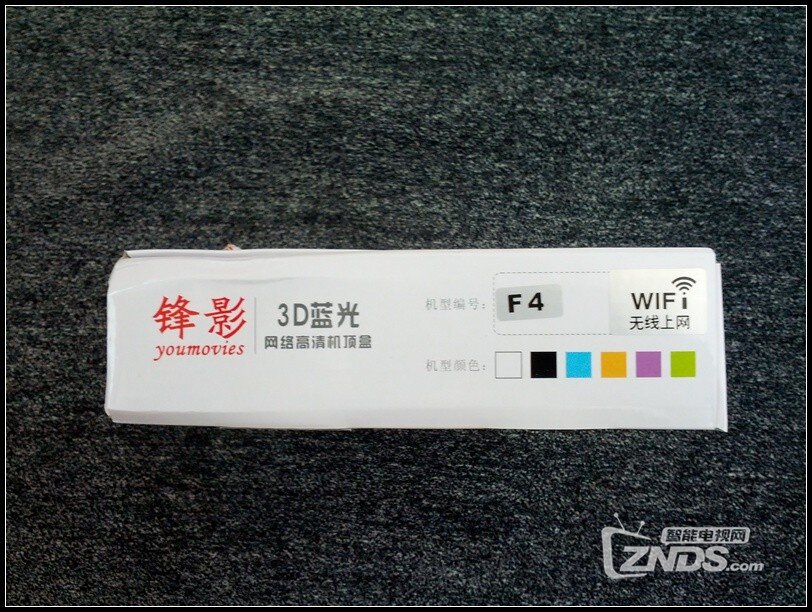 锋影
youmovies
3D蓝光
网络高清机顶盒
机型编号：
F4
WIFi
无线上网
机型颜色：
智能电视网
ZNDS.com